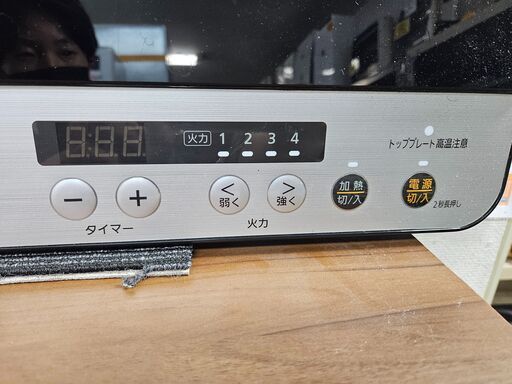 火力 1 2 3 4
トッププレート高温注意
− +
タイマー
< 弱く
> 強く
火力
加熱
切/入
電源
切/入
2秒長押し